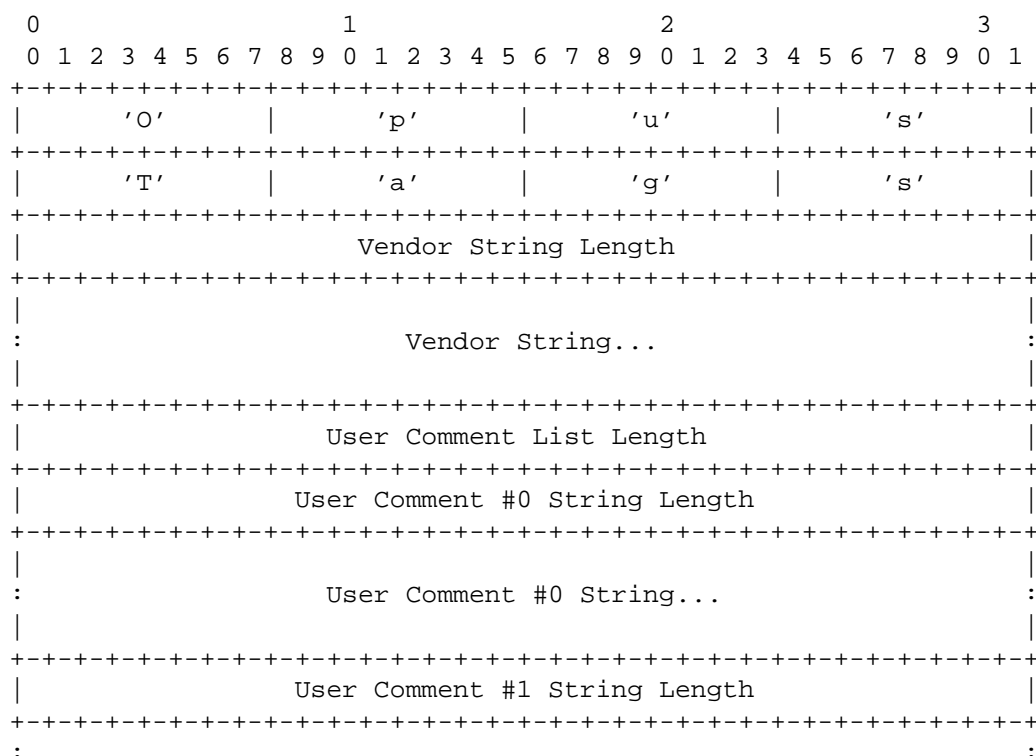 0                   1                   2                   3
 0 1 2 3 4 5 6 7 8 9 0 1 2 3 4 5 6 7 8 9 0 1 2 3 4 5 6 7 8 9 0 1
+-+-+-+-+-+-+-+-+-+-+-+-+-+-+-+-+-+-+-+-+-+-+-+-+-+-+-+-+-+-+-+-+
|      'O'      |      'p'      |      'u'      |      's'      |
+-+-+-+-+-+-+-+-+-+-+-+-+-+-+-+-+-+-+-+-+-+-+-+-+-+-+-+-+-+-+-+-+
|      'T'      |      'a'      |      'g'      |      's'      |
+-+-+-+-+-+-+-+-+-+-+-+-+-+-+-+-+-+-+-+-+-+-+-+-+-+-+-+-+-+-+-+-+
|                     Vendor String Length                      |
+-+-+-+-+-+-+-+-+-+-+-+-+-+-+-+-+-+-+-+-+-+-+-+-+-+-+-+-+-+-+-+-+
|                                                               |
:                        Vendor String...                       :
|                                                               |
+-+-+-+-+-+-+-+-+-+-+-+-+-+-+-+-+-+-+-+-+-+-+-+-+-+-+-+-+-+-+-+-+
|                   User Comment List Length                    |
+-+-+-+-+-+-+-+-+-+-+-+-+-+-+-+-+-+-+-+-+-+-+-+-+-+-+-+-+-+-+-+-+
|                 User Comment #0 String Length                 |
+-+-+-+-+-+-+-+-+-+-+-+-+-+-+-+-+-+-+-+-+-+-+-+-+-+-+-+-+-+-+-+-+
|                                                               |
:                   User Comment #0 String...                   :
|                                                               |
+-+-+-+-+-+-+-+-+-+-+-+-+-+-+-+-+-+-+-+-+-+-+-+-+-+-+-+-+-+-+-+-+
|                 User Comment #1 String Length                 |
+-+-+-+-+-+-+-+-+-+-+-+-+-+-+-+-+-+-+-+-+-+-+-+-+-+-+-+-+-+-+-+-+
:                                                               :